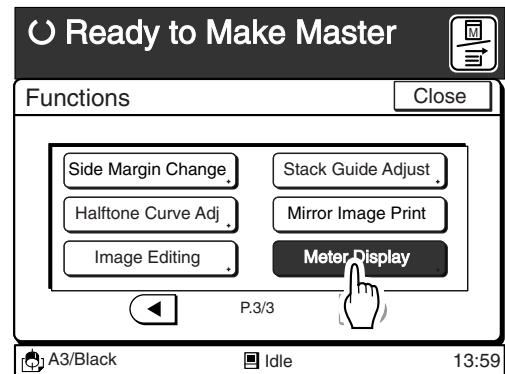 Ready to Make Master
M
Functions
Close
Side Margin Change
Stack Guide Adjust
Halftone Curve Adj
Mirror Image Print
Image Editing
Meter Display
P.3/3
A3/Black
Idle
13:59